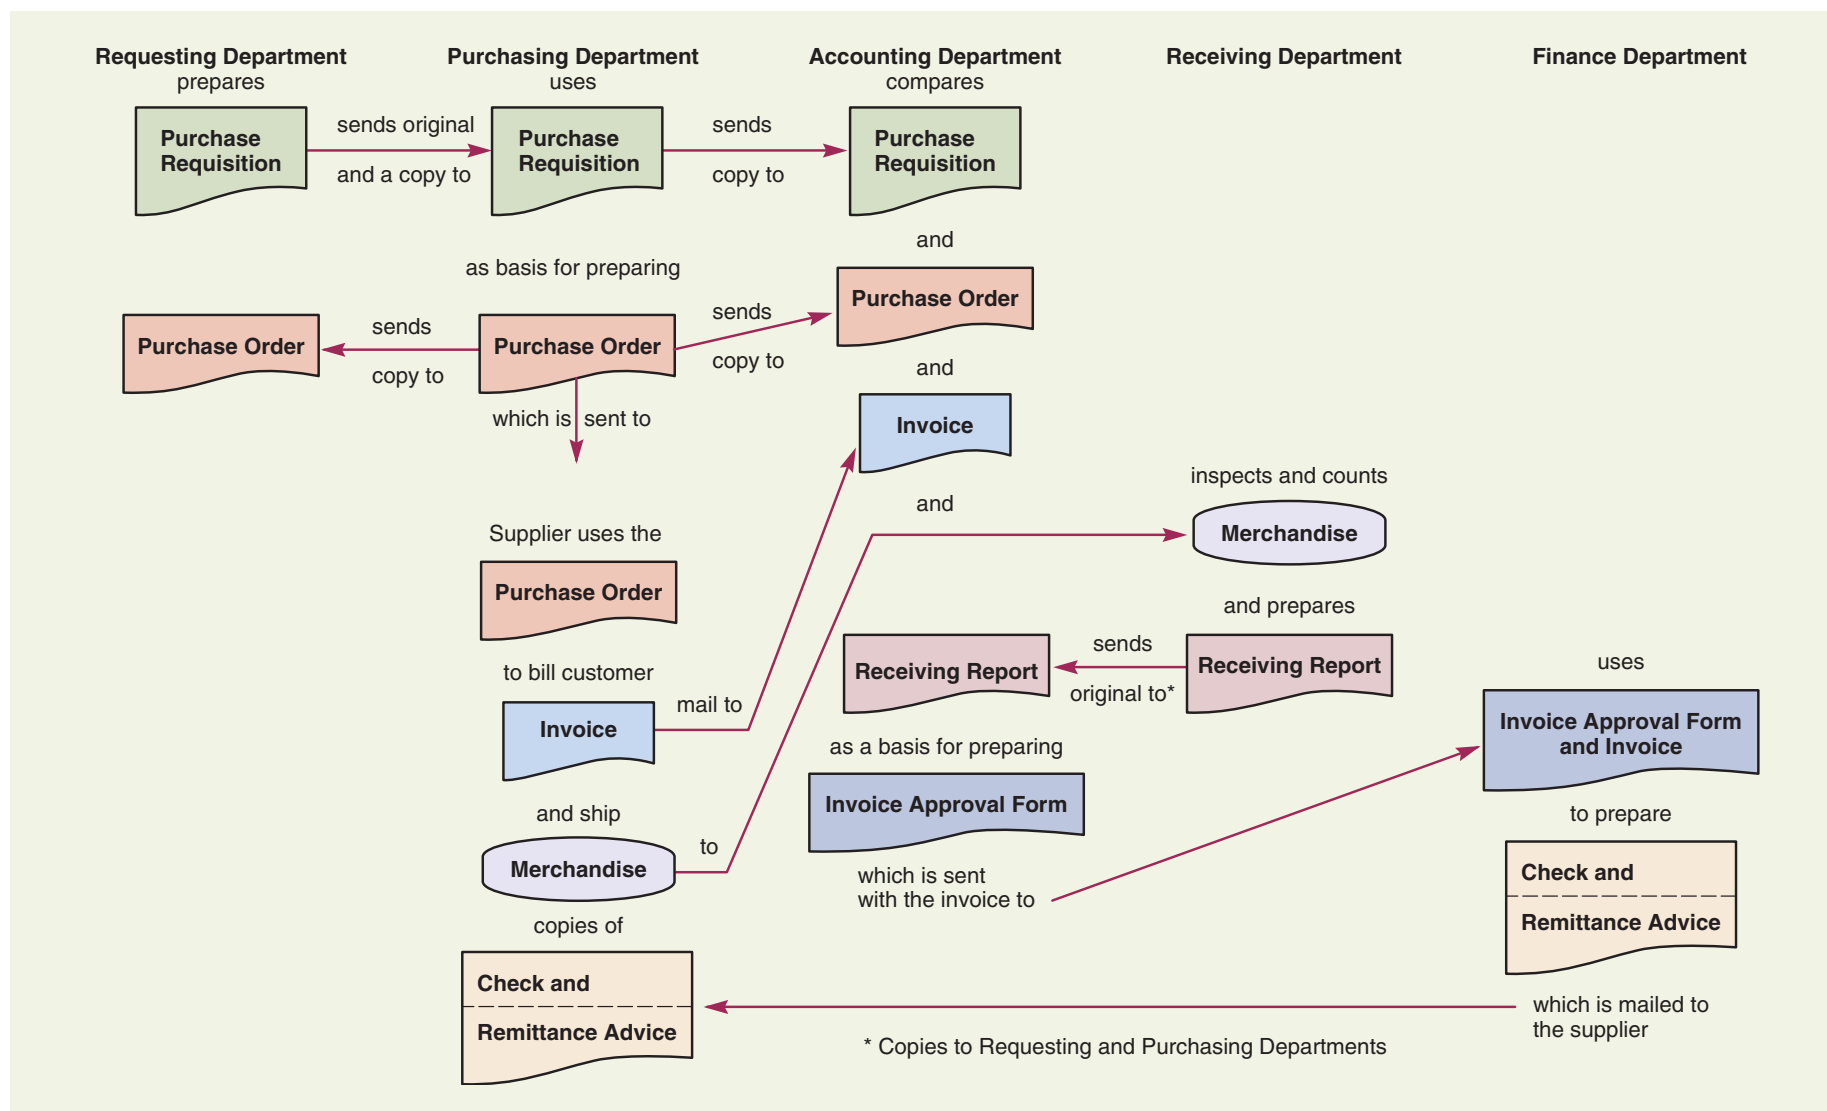 Requesting Department
prepares
Purchasing Department
uses
Accounting Department
compares
Receiving Department
Finance Department
Purchase
Requisition
sends original
and a copy to
Purchase
Requisition
sends
copy to
Purchase
Requisition
and
as basis for preparing
Purchase Order
sends
copy to
Purchase Order
sends
copy to
Purchase Order
which is sent to
and
Invoice
and
inspects and counts
Merchandise
Supplier uses the
Purchase Order
and prepares
Receiving Report
sends
original to*
Receiving Report
to bill customer
Invoice
mail to
as a basis for preparing
Invoice Approval Form
uses
Invoice Approval Form
and Invoice
and ship
Merchandise
to
which is sent
with the invoice to
to prepare
Check and
Remittance Advice
copies of
Check and
Remittance Advice
which is mailed to
the supplier
* Copies to Requesting and Purchasing Departments